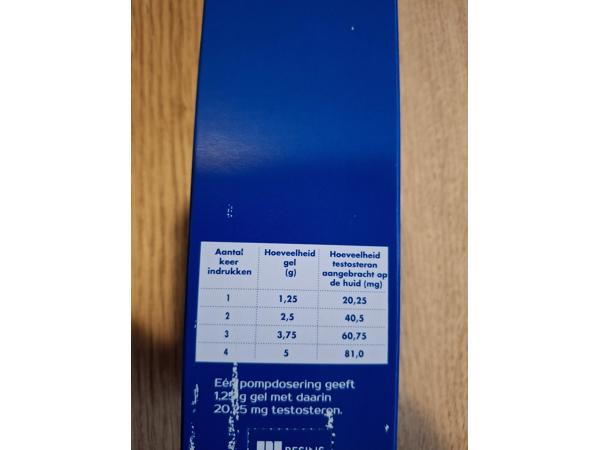 Aantal keer indrukken
Hoeveelheid gel (g)
Hoeveelheid testosteron aangebracht op de huid (mg)
1 1,25 20,25
2 2,5 40,5
3 3,75 60,75
4 5 81,0
Eén pompdosering geeft
1,25 g gel met daarin
20,25 mg testosteron.
BESINS